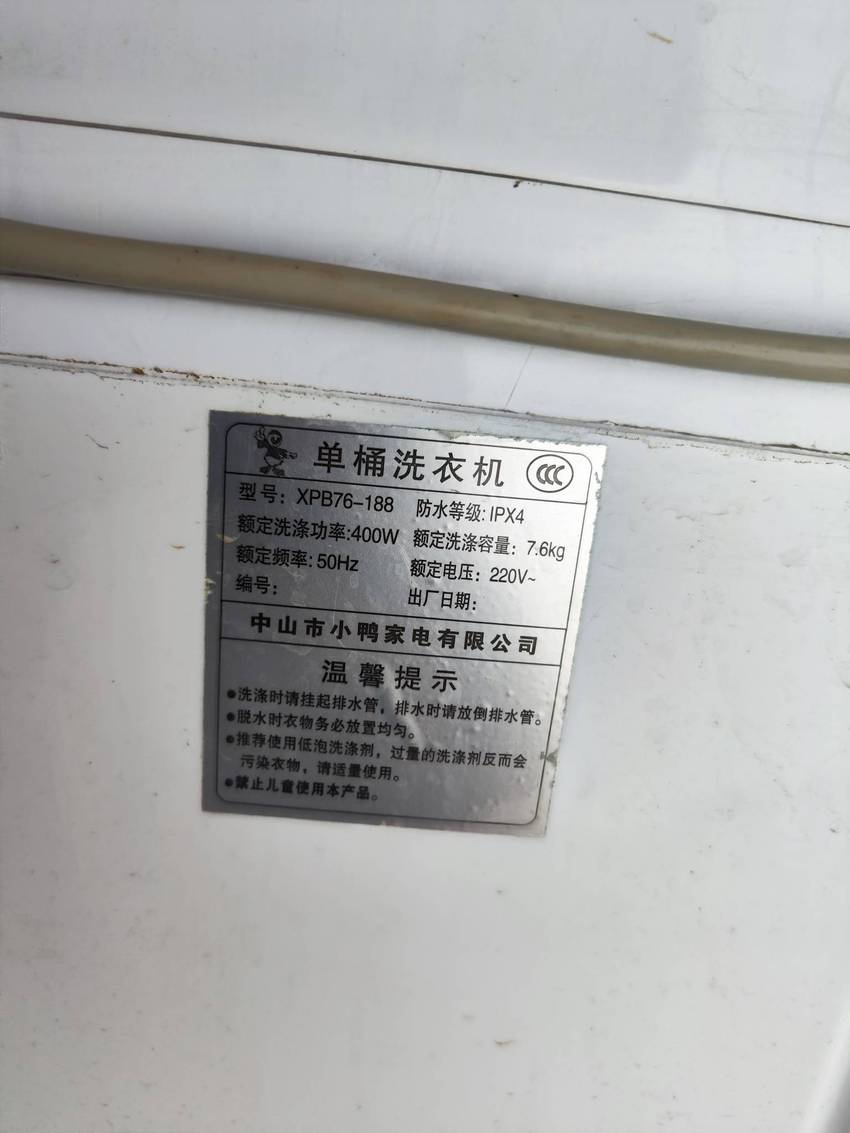 单桶洗衣机 CCC
型号：XPB76-188 防水等级：IPX4
额定洗涤功率：400W 额定洗涤容量：7.6kg
额定频率：50Hz 额定电压：220V~
编号： 出厂日期：
中山市小鸭家电有限公司
温馨提示
●洗涤时请挂起排水管，排水时请放倒排水管。
●脱水时衣物务必放置均匀。
●推荐使用低泡洗涤剂，过量的洗涤剂反而会
污染衣物，请适量使用。
●禁止儿童使用本产品。